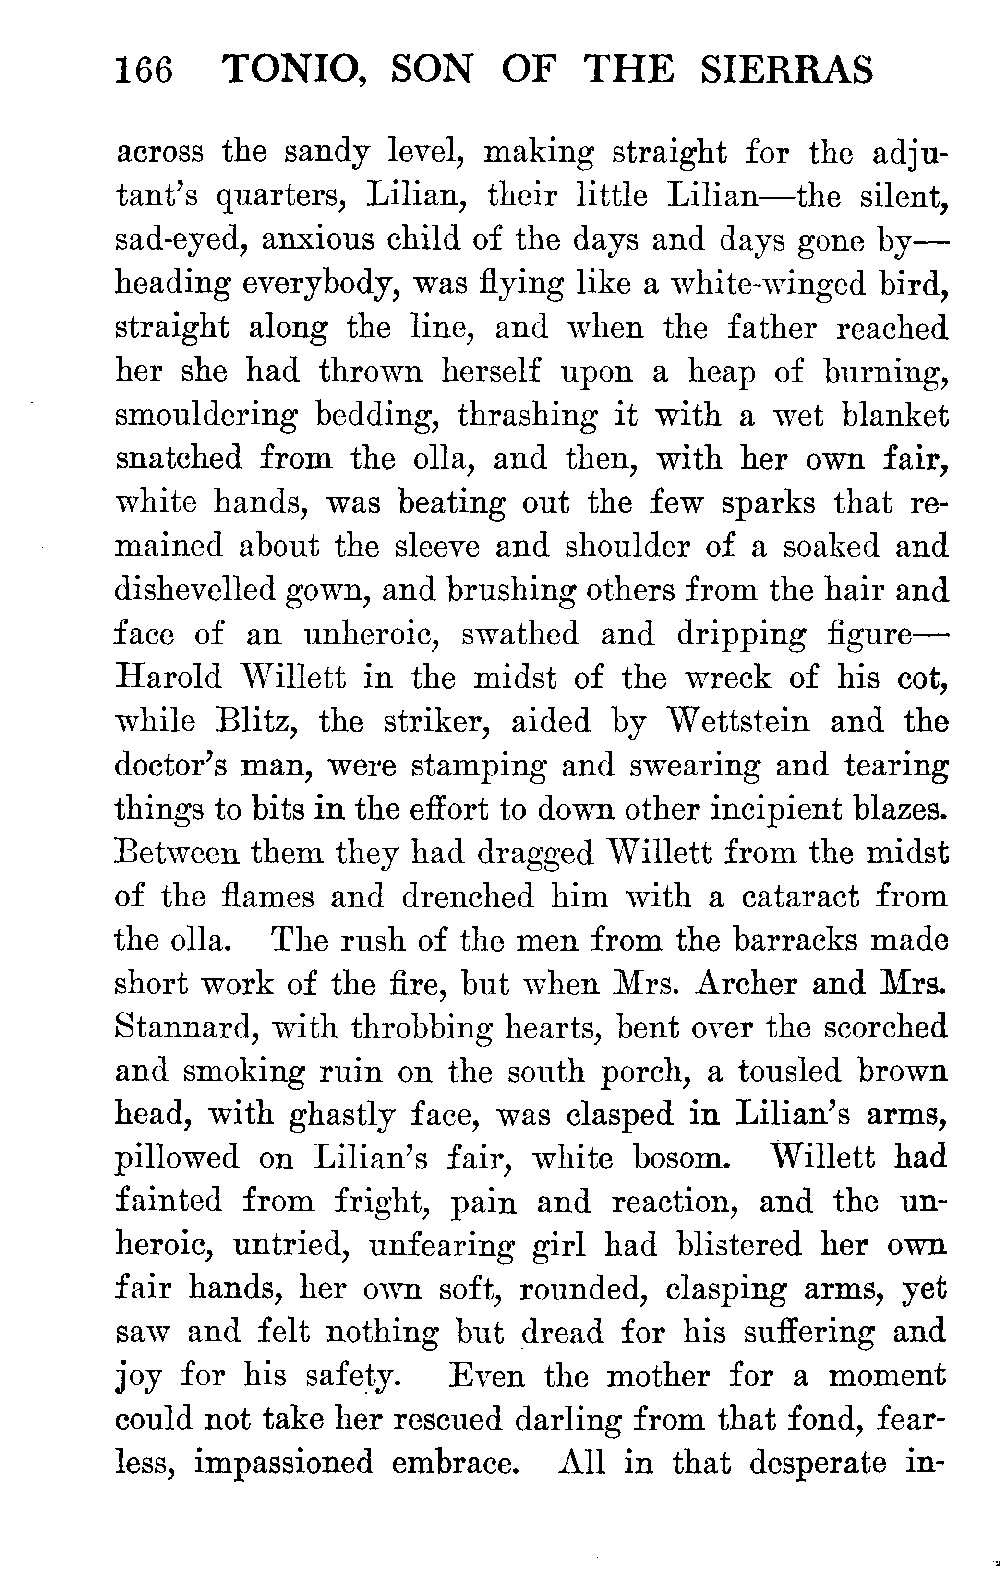 166 TONIO, SON OF THE SIERRAS
across the sandy level, making straight for the adju-
tant's quarters, Lilian, their little Lilian—the silent,
sad-eyed, anxious child of the days and days gone by—
heading everybody, was flying like a white-winged bird,
straight along the line, and when the father reached
her she had thrown herself upon a heap of burning,
smouldering bedding, thrashing it with a wet blanket
snatched from the olla, and then, with her own fair,
white hands, was beating out the few sparks that re-
mained about the sleeve and shoulder of a soaked and
dishevelled gown, and brushing others from the hair and
face of an unheroic, swathed and dripping figure—
Harold Willett in the midst of the wreck of his cot,
while Blitz, the striker, aided by Wettstein and the
doctor's man, were stamping and swearing and tearing
things to bits in the effort to down other incipient blazes.
Between them they had dragged Willett from the midst
of the flames and drenched him with a cataract from
the olla. The rush of the men from the barracks made
short work of the fire, but when Mrs. Archer and Mrs.
Stannard, with throbbing hearts, bent over the scorched
and smoking ruin on the south porch, a tousled brown
head, with ghastly face, was clasped in Lilian's arms,
pillowed on Lilian's fair, white bosom. Willett had
fainted from fright, pain and reaction, and the un-
heroic, untried, unfearing girl had blistered her own
fair hands, her own soft, rounded, clasping arms, yet
saw and felt nothing but dread for his suffering and
joy for his safety. Even the mother for a moment
could not take her rescued darling from that fond, fear-
less, impassioned embrace. All in that desperate in-